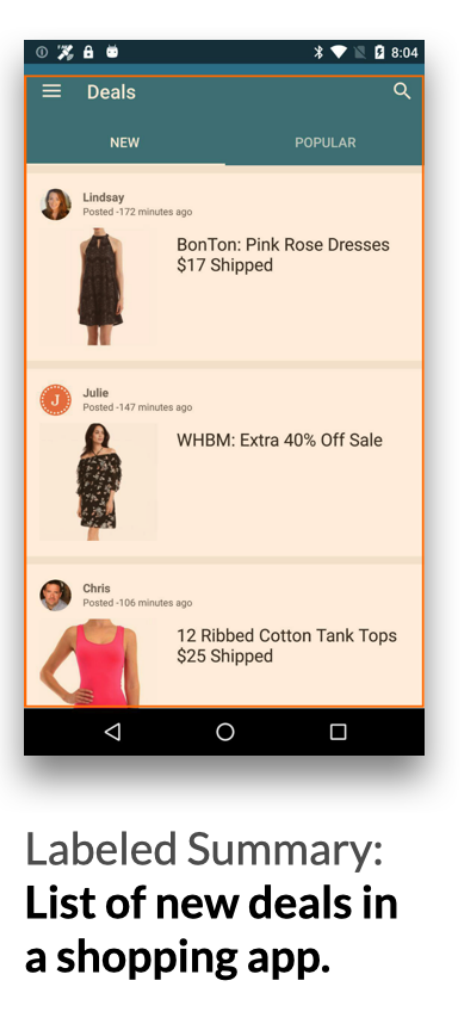 8:04
Deals
NEW
POPULAR
Lindsay
Posted -172 minutes ago
BonTon: Pink Rose Dresses
$17 Shipped
J
Julie
Posted -147 minutes ago
WHBM: Extra 40% Off Sale
Chris
Posted -106 minutes ago
12 Ribbed Cotton Tank Tops
$25 Shipped
Labeled Summary:
List of new deals in
a shopping app.